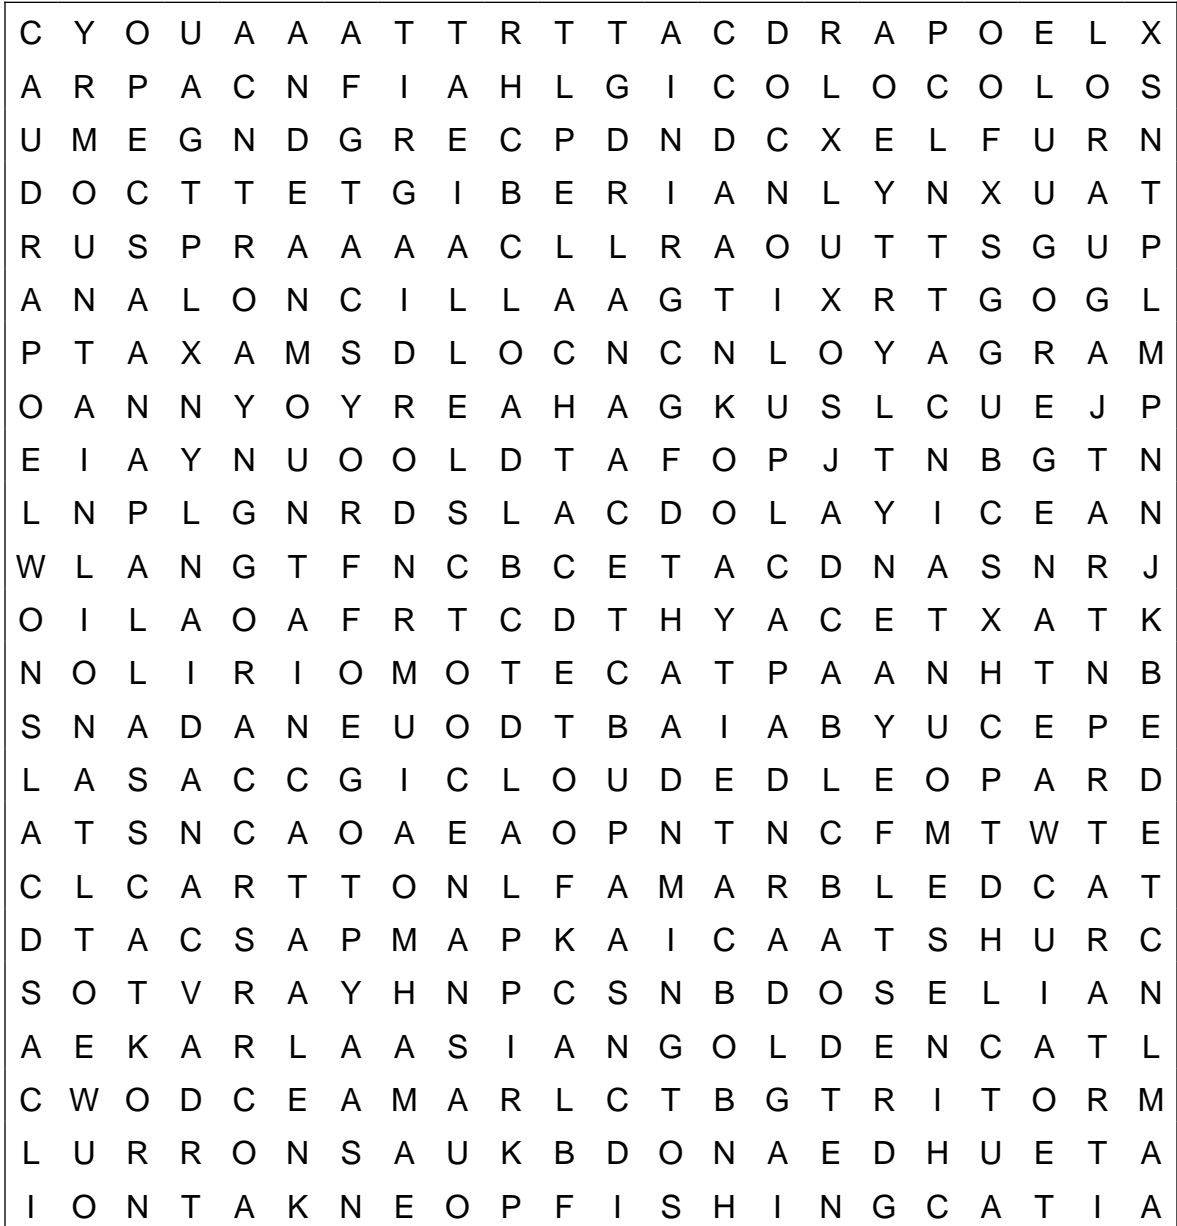 C Y O U A A A T T R T T A C D R A P O E L X
A R P A C N F I A H L G I C O L O C O L O S
U M E G N D G R E C P D N D C X E L F U R N
D O C T T E T G I B E R I A N L Y N X U A T
R U S P R A A A A C L L R A O U T T S G U P
A N A L O N C I L L A A G T I X R T G O G L
P T A X A M S D L O C N C N L O Y A G R A M
O A N N Y O Y R E A H A G K U S L C U E J P
E I A Y N U O O L D T A F O P J T N B G T N
L N P L G N R D S L A C D O L A Y I C E A N
W L A N G T F N C B C E T A C D N A S N R J
O I L A O A F R T C D T H Y A C E T X A T K
N O L I R I O M O T E C A T P A A N H T N B
S N A D A N E U O D T B A I A B Y U C E P E
L A S A C C G I C L O U D E D L E O P A R D
A T S N C A O A E A O P N T N C F M T W T E
C L C A R T T O N L F A M A R B L E D C A T
D T A C S A P M A P K A I C A A T S H U R C
S O T V R A Y H N P C S N B D O S E L I A N
A E K A R L A A S I A N G O L D E N C A T L
C W O D C E A M A R L C T B G T R I T O R M
L U R R O N S A U K B D O N A E D H U E T A
I O N T A K N E O P F I S H I N G C A T I A